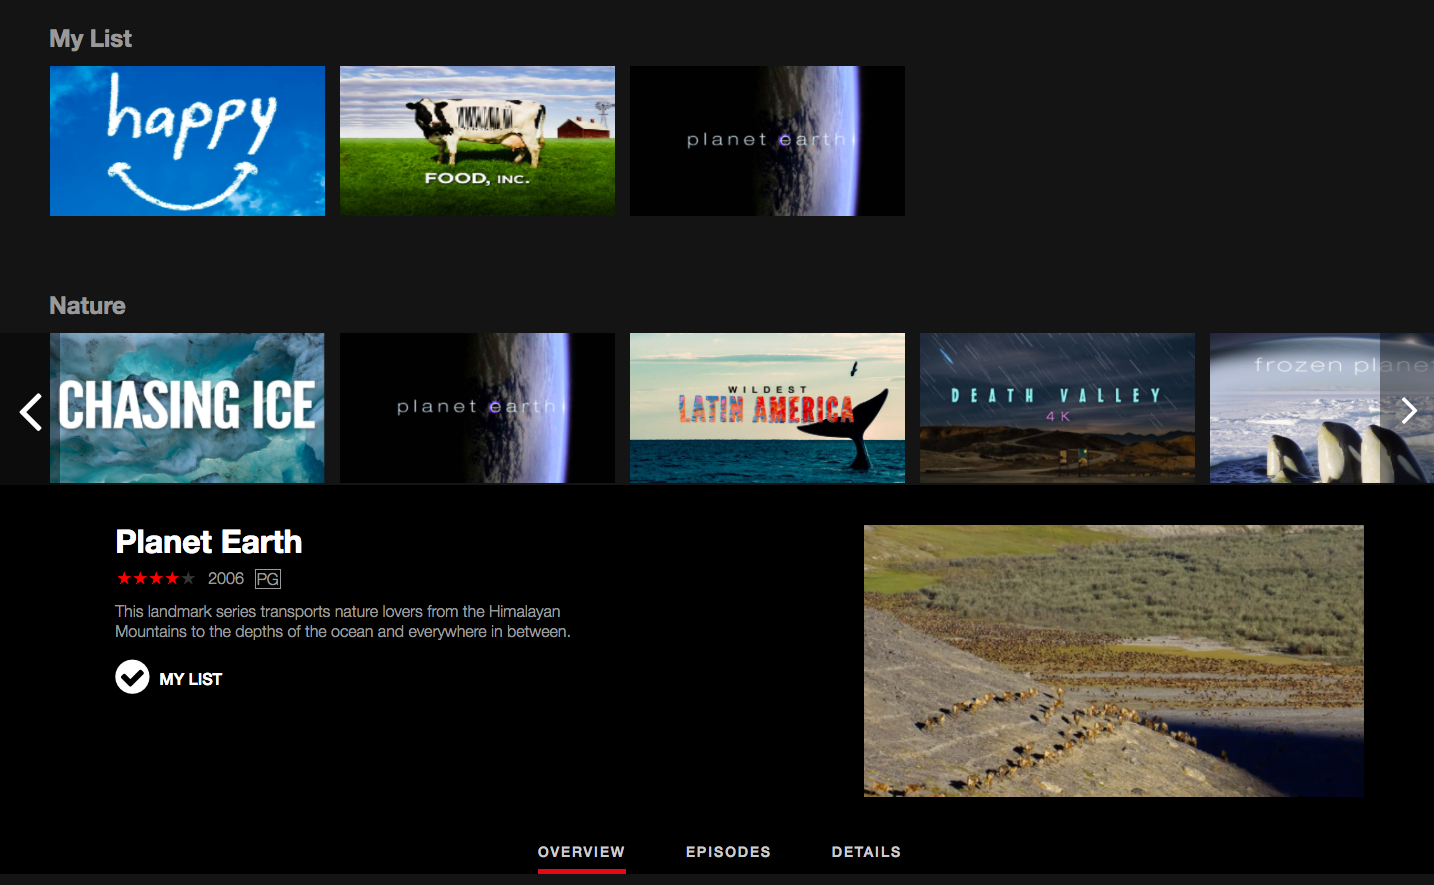 My List
happy
FOOD, INC.
planet earth
Nature
CHASING ICE
planet earth
WILDEST
LATIN AMERICA
DEATH VALLEY
4K
frozen plane
Planet Earth
2006 PG
This landmark series transports nature lovers from the Himalayan
Mountains to the depths of the ocean and everywhere in between.
MY LIST
OVERVIEW EPISODES DETAILS